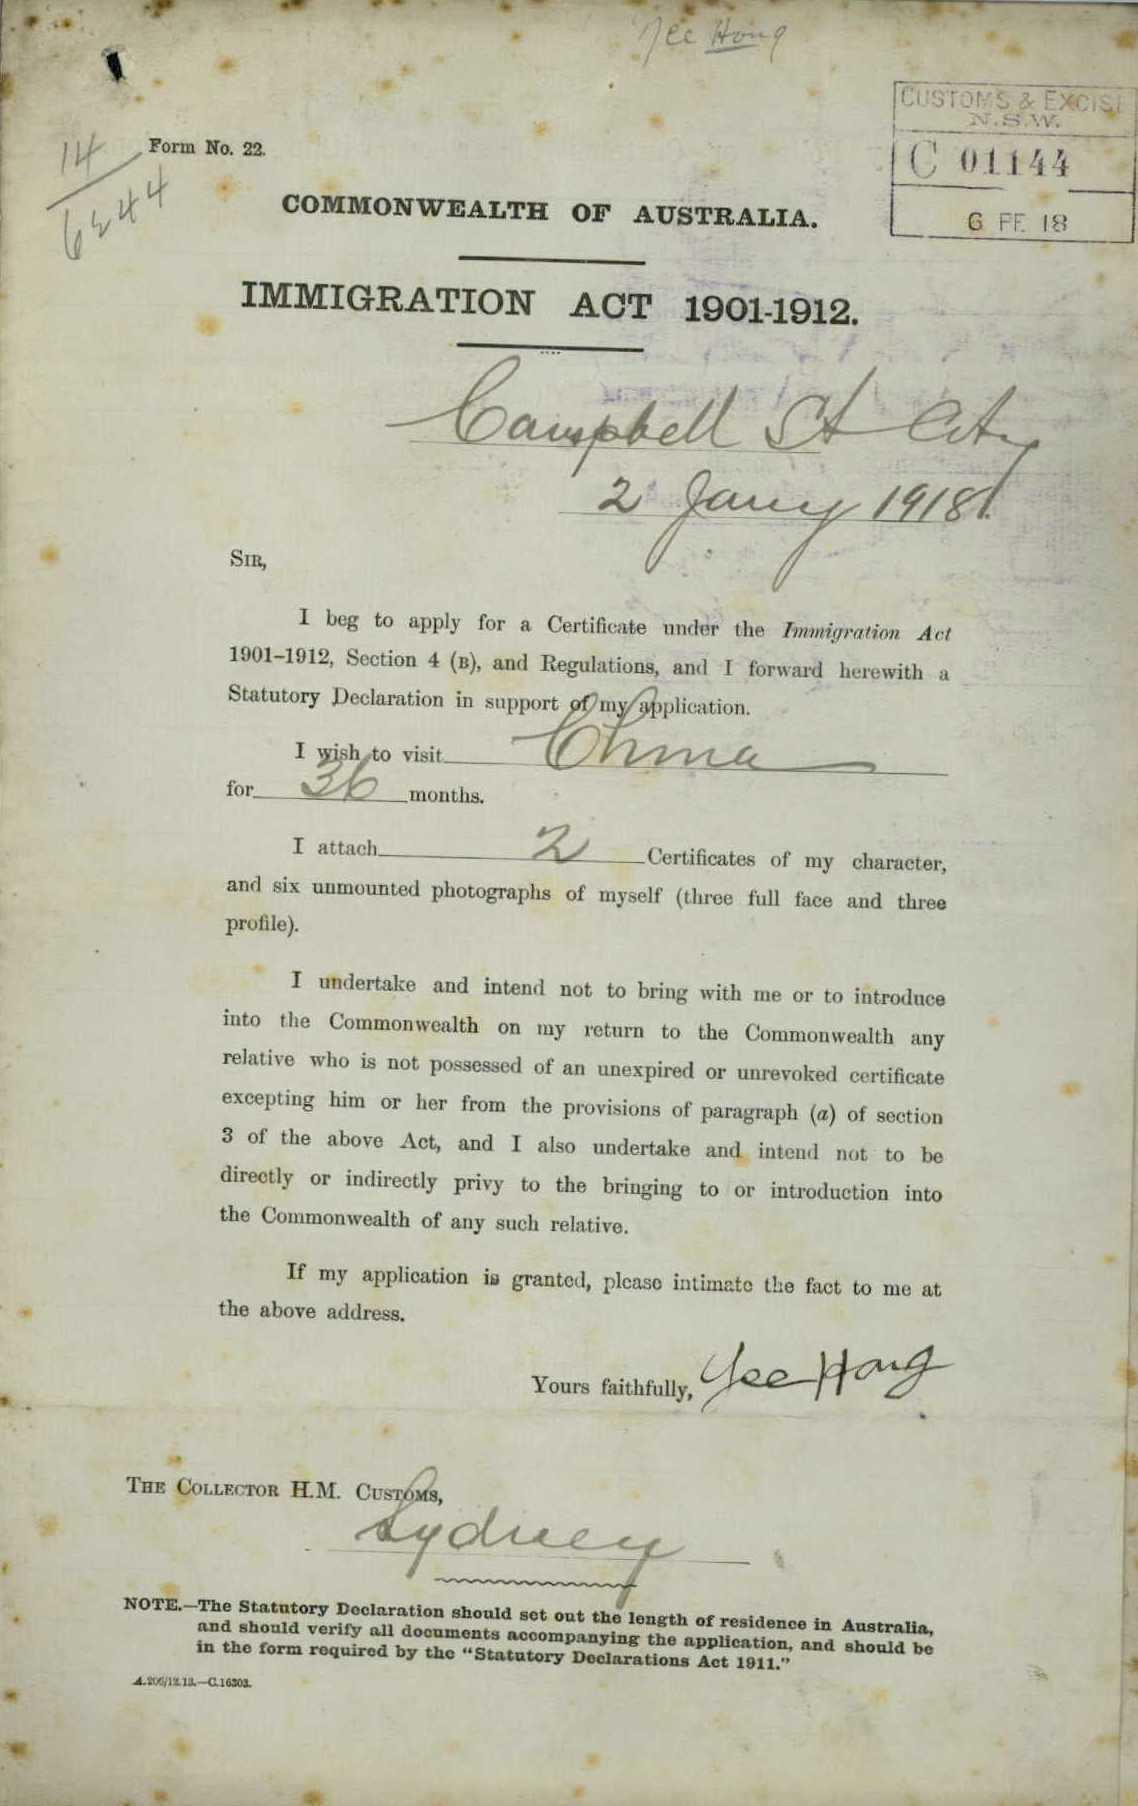 Yee Hong
CUSTOMS & EXCISE
N.S.W.
C 01144
6 FE 18
14
6244
Form No. 22.
COMMONWEALTH OF AUSTRALIA.
IMMIGRATION ACT 1901-1912.
Campbell St City
2 Jany 1918.
SIR,
I beg to apply for a Certificate under the Immigration Act
1901-1912, Section 4 (B), and Regulations, and I forward herewith a
Statutory Declaration in support of my application.
I wish to visit China
for 36 months.
I attach 2 Certificates of my character,
and six unmounted photographs of myself (three full face and three
profile).
I undertake and intend not to bring with me or to introduce
into the Commonwealth on my return to the Commonwealth any
relative who is not possessed of an unexpired or unrevoked certificate
excepting him or her from the provisions of paragraph (a) of section
3 of the above Act, and I also undertake and intend not to be
directly or indirectly privy to the bringing to or introduction into
the Commonwealth of any such relative.
If my application is granted, please intimate the fact to me at
the above address.
Yours faithfully, Yee Hong
THE COLLECTOR H.M. CUSTOMS,
Sydney
NOTE.—The Statutory Declaration should set out the length of residence in Australia,
and should verify all documents accompanying the application, and should be
in the form required by the "Statutory Declarations Act 1911."
A.206/12.13.—C.16303.